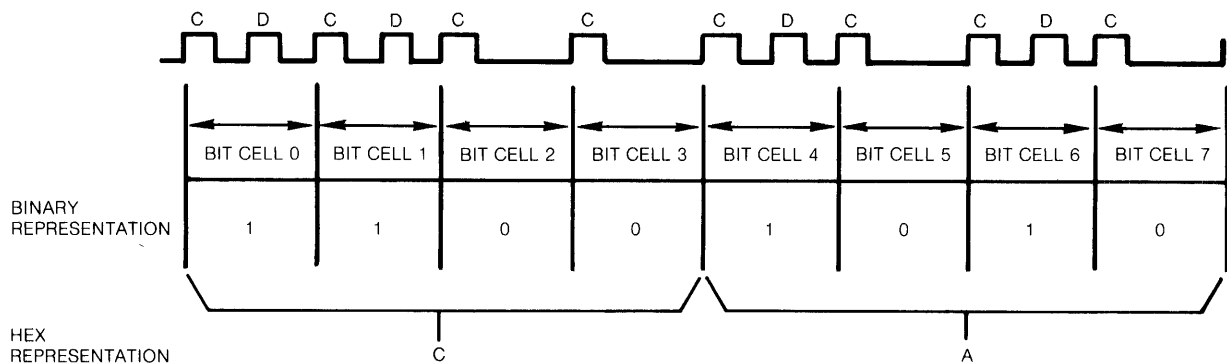 C D C D C C C D C C D C
BIT CELL 0 BIT CELL 1 BIT CELL 2 BIT CELL 3 BIT CELL 4 BIT CELL 5 BIT CELL 6 BIT CELL 7
BINARY
REPRESENTATION 1 1 0 0 1 0 1 0
HEX
REPRESENTATION C A